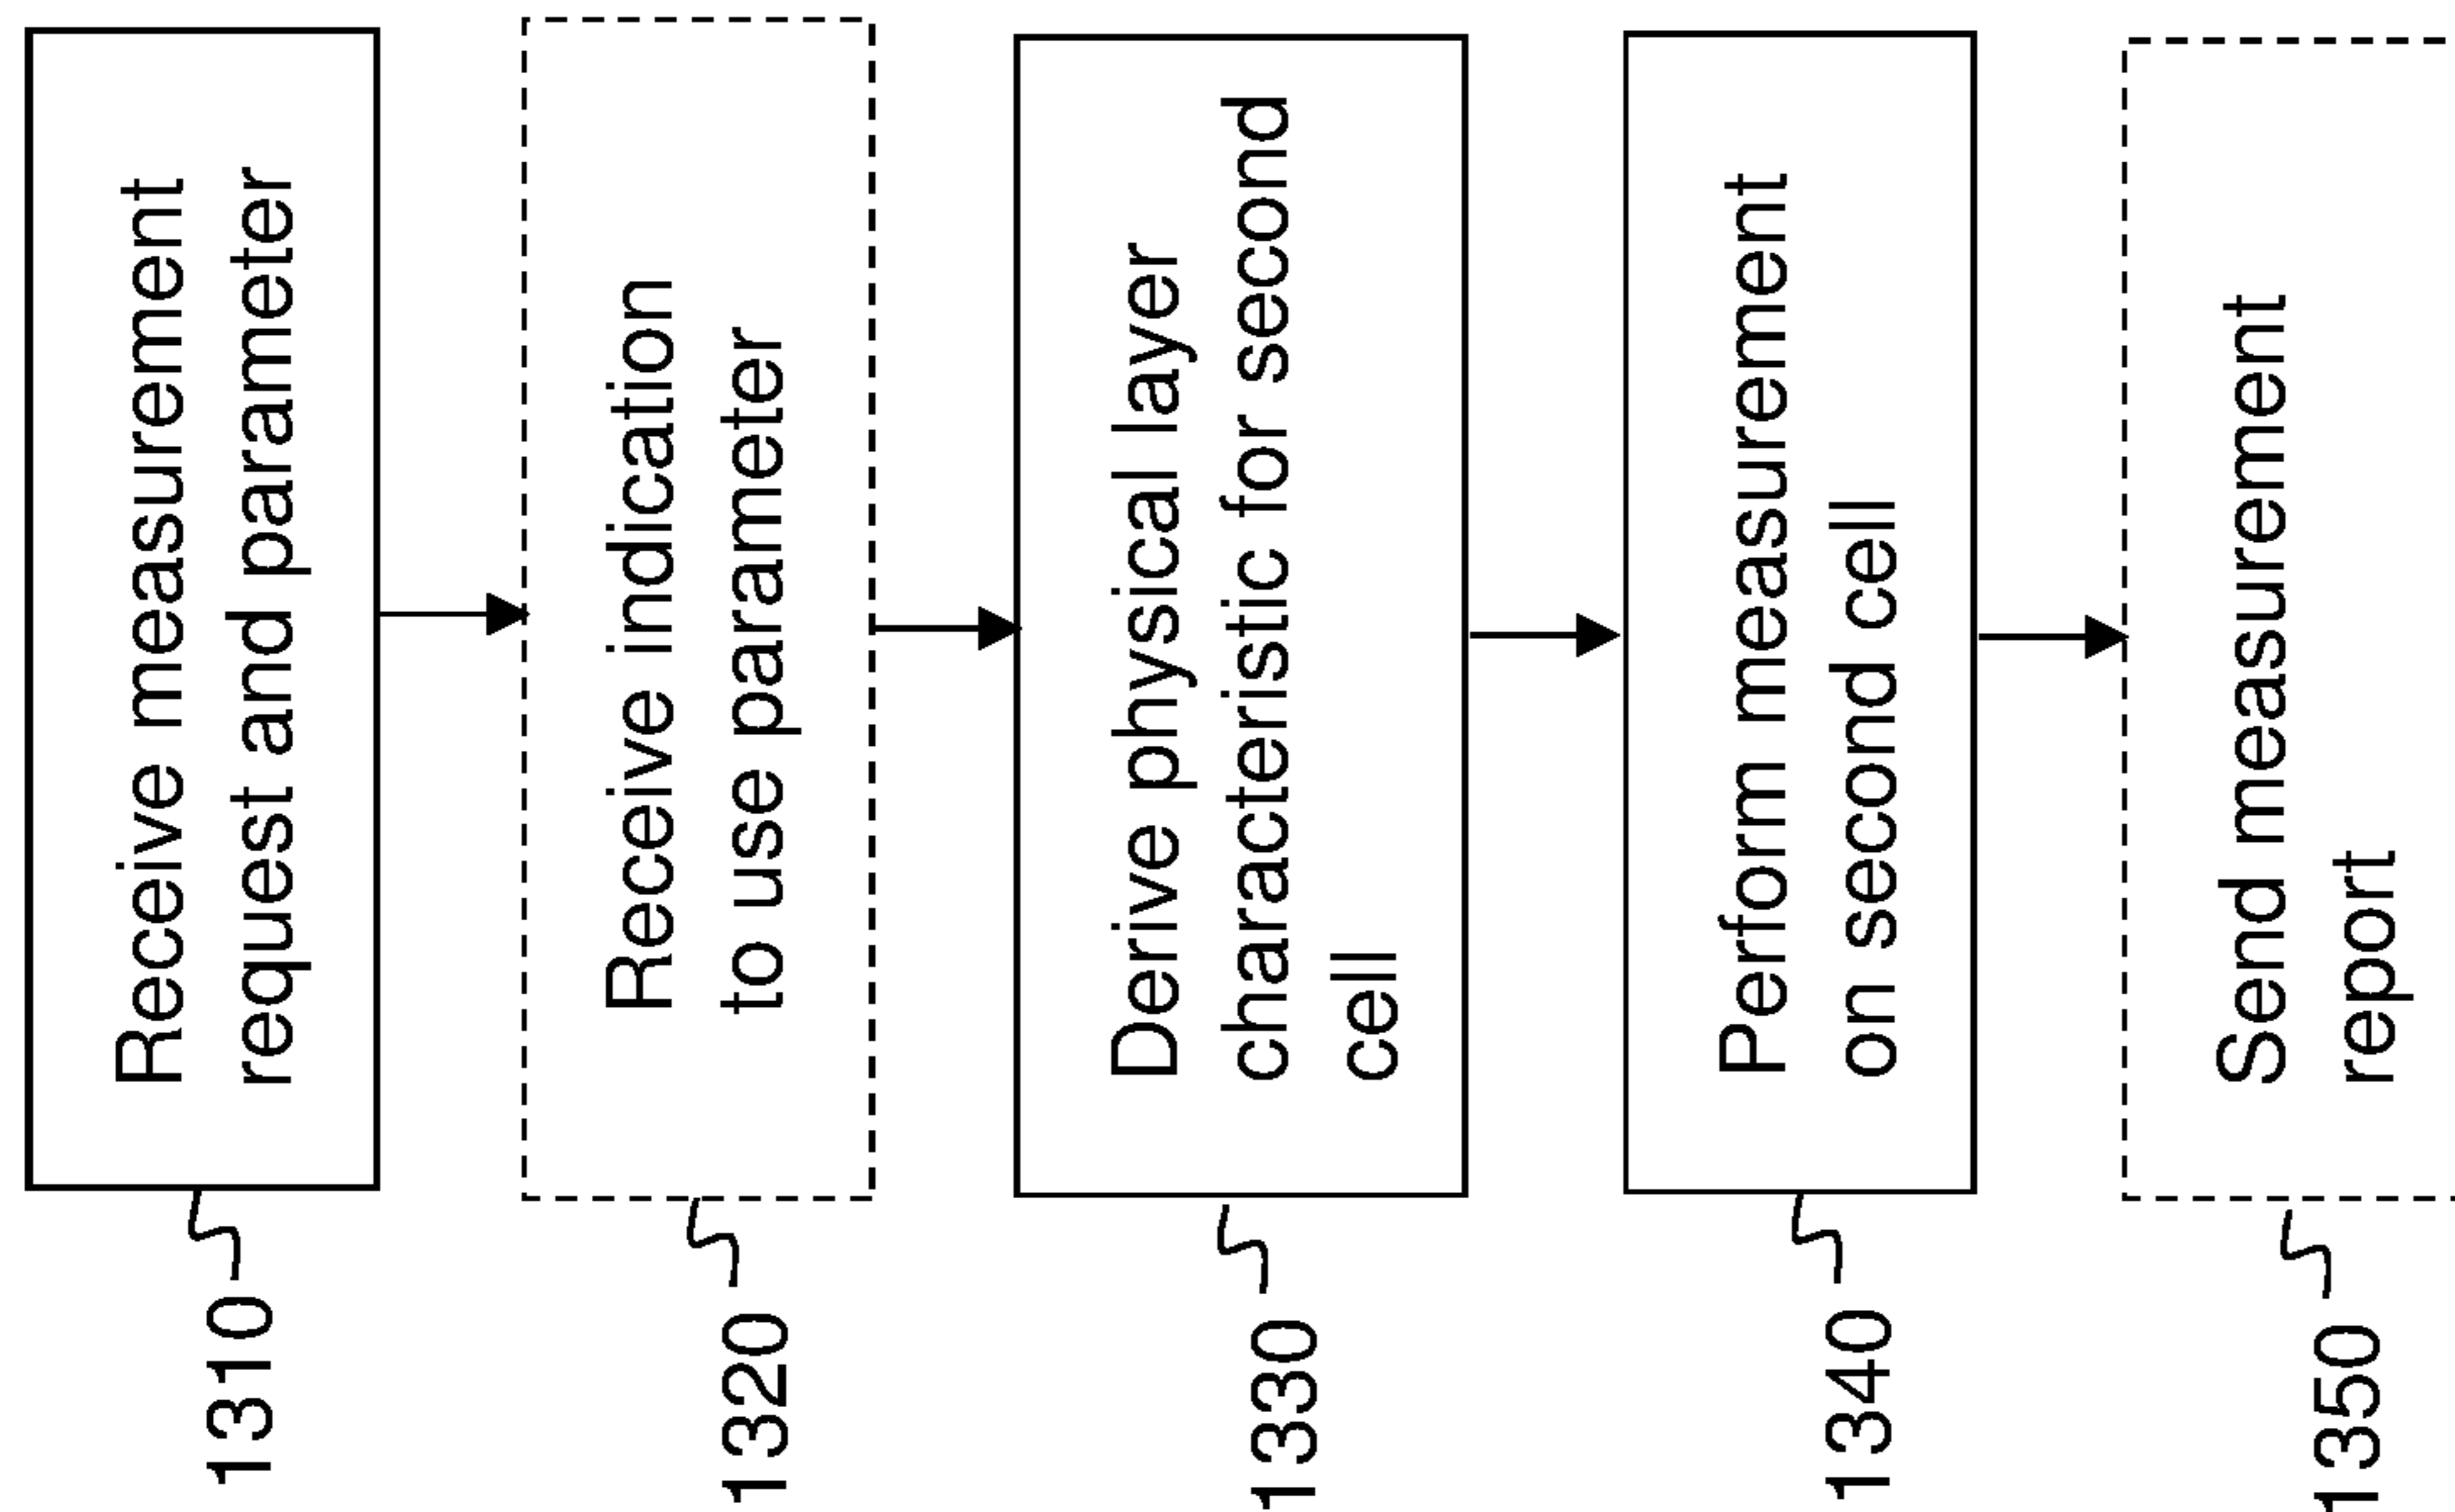 1310
Receive measurement
request and parameter
1320
Receive indication
to use parameter
1330
Derive physical layer
characteristic for second
cell
1340
Perform measurement
on second cell
1350
Send measurement
report